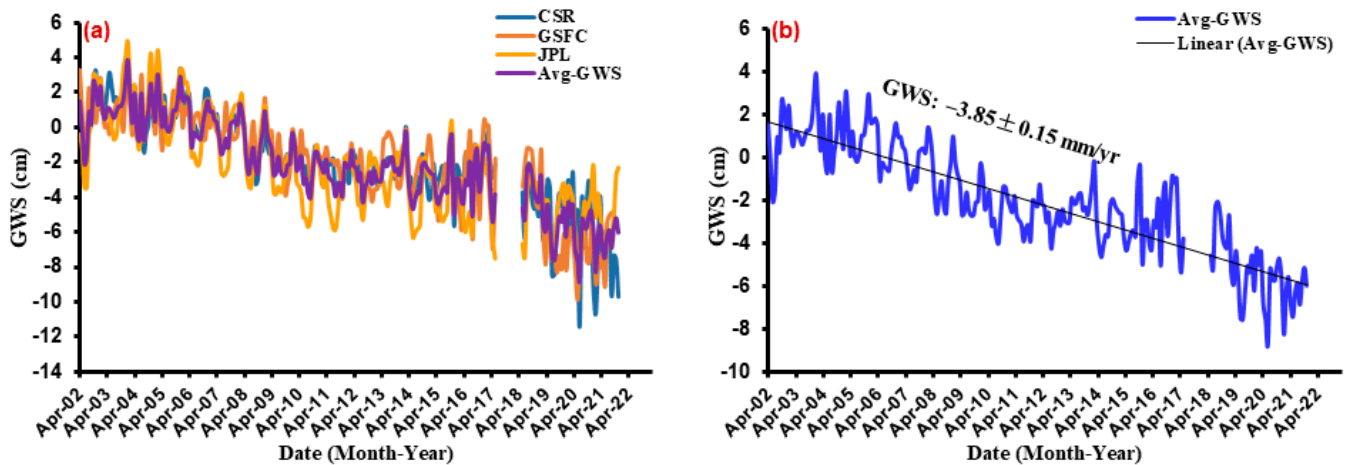 (a)
CSR
GSFC
JPL
Avg-GWS
GWS (cm)
6
4
2
0
-2
-4
-6
-8
-10
-12
-14
Apr-02
Apr-03
Apr-04
Apr-05
Apr-06
Apr-07
Apr-08
Apr-09
Apr-10
Apr-11
Apr-12
Apr-13
Apr-14
Apr-15
Apr-16
Apr-17
Apr-18
Apr-19
Apr-20
Apr-21
Apr-22
Date (Month-Year)
(b)
Avg-GWS
Linear (Avg-GWS)
GWS: −3.85± 0.15 mm/yr
GWS (cm)
6
4
2
0
-2
-4
-6
-8
-10
Apr-02
Apr-03
Apr-04
Apr-05
Apr-06
Apr-07
Apr-08
Apr-09
Apr-10
Apr-11
Apr-12
Apr-13
Apr-14
Apr-15
Apr-16
Apr-17
Apr-18
Apr-19
Apr-20
Apr-21
Apr-22
Date (Month-Year)